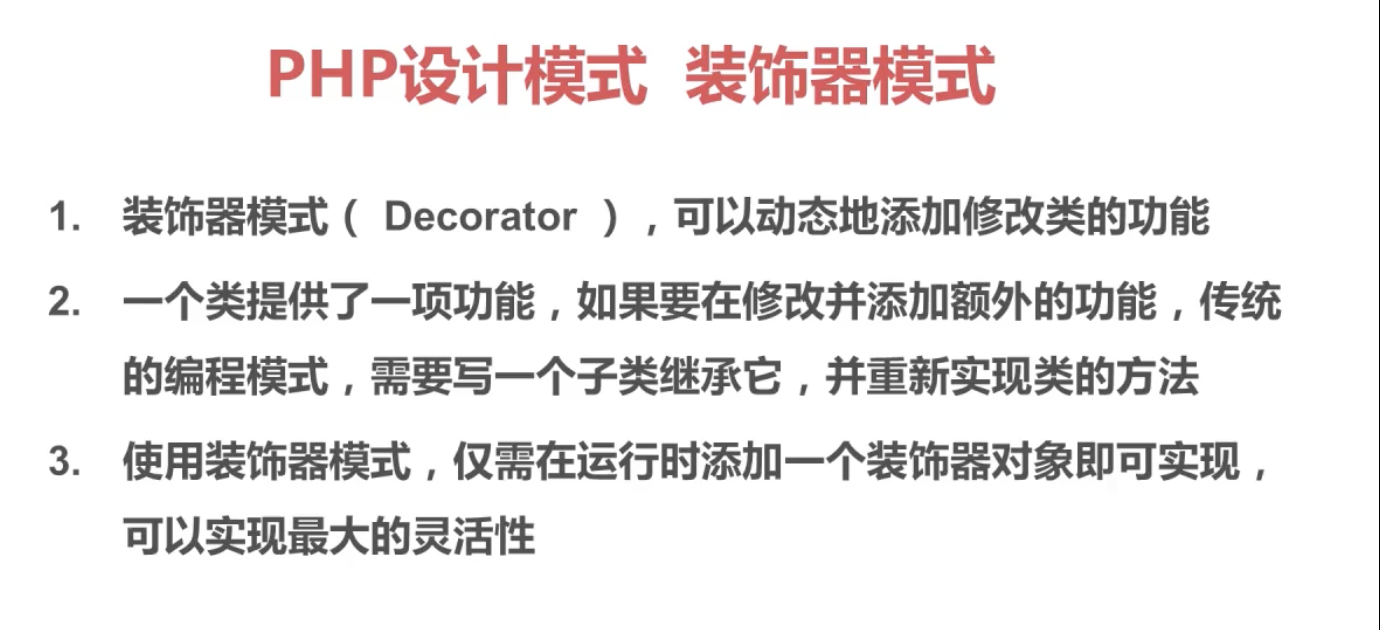 PHP设计模式 装饰器模式
1. 装饰器模式（ Decorator ），可以动态地添加修改类的功能
2. 一个类提供了一项功能，如果要在修改并添加额外的功能，传统
的编程模式，需要写一个子类继承它，并重新实现类的方法
3. 使用装饰器模式，仅需在运行时添加一个装饰器对象即可实现，
可以实现最大的灵活性